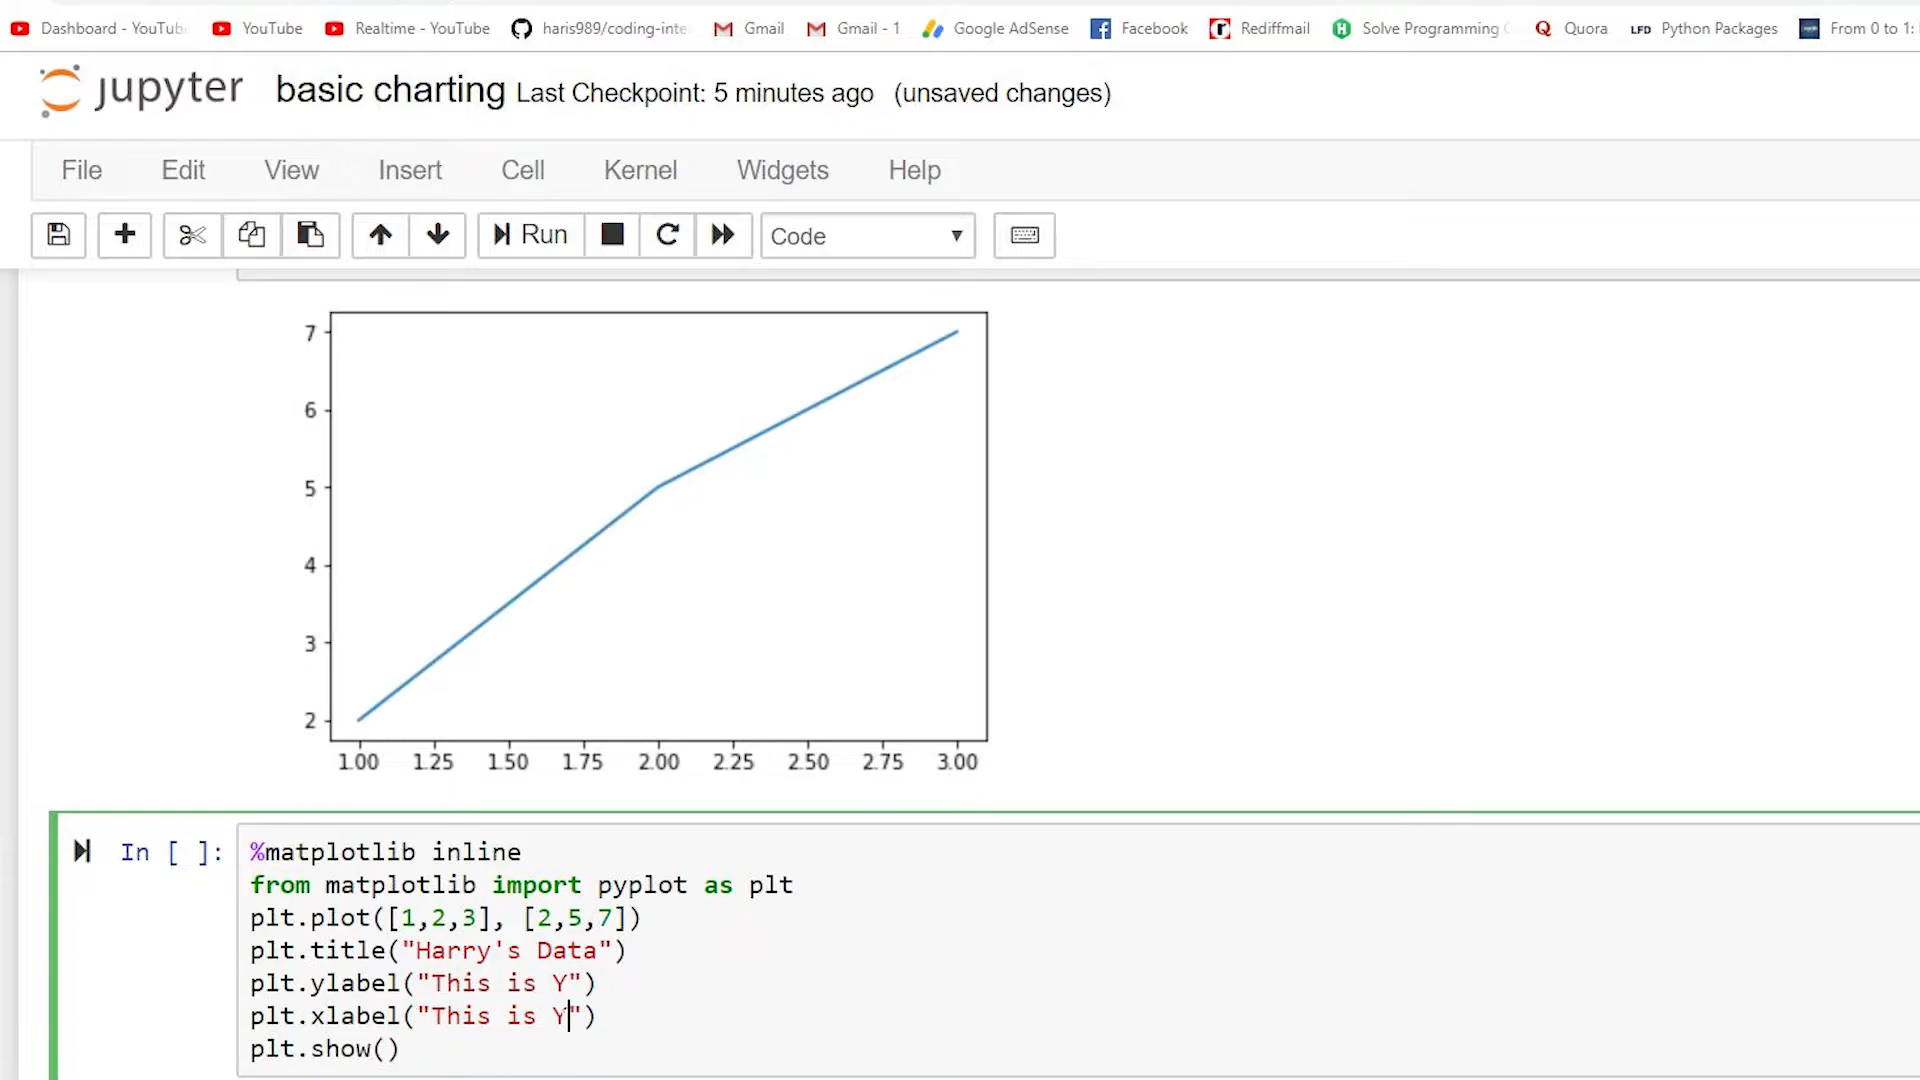 Dashboard - YouTub YouTube Realtime - YouTube haris989/coding-inte Gmail Gmail - 1 Google AdSense Facebook Rediffmail Solve Programming Quora LFD Python Packages From 0 to 1:
jupyter basic charting Last Checkpoint: 5 minutes ago (unsaved changes)
File Edit View Insert Cell Kernel Widgets Help
Run Code
7
6
5
4
3
2
1.00 1.25 1.50 1.75 2.00 2.25 2.50 2.75 3.00
In [ ]: %matplotlib inline
from matplotlib import pyplot as plt
plt.plot([1,2,3], [2,5,7])
plt.title("Harry's Data")
plt.ylabel("This is Y")
plt.xlabel("This is Y")
plt.show()